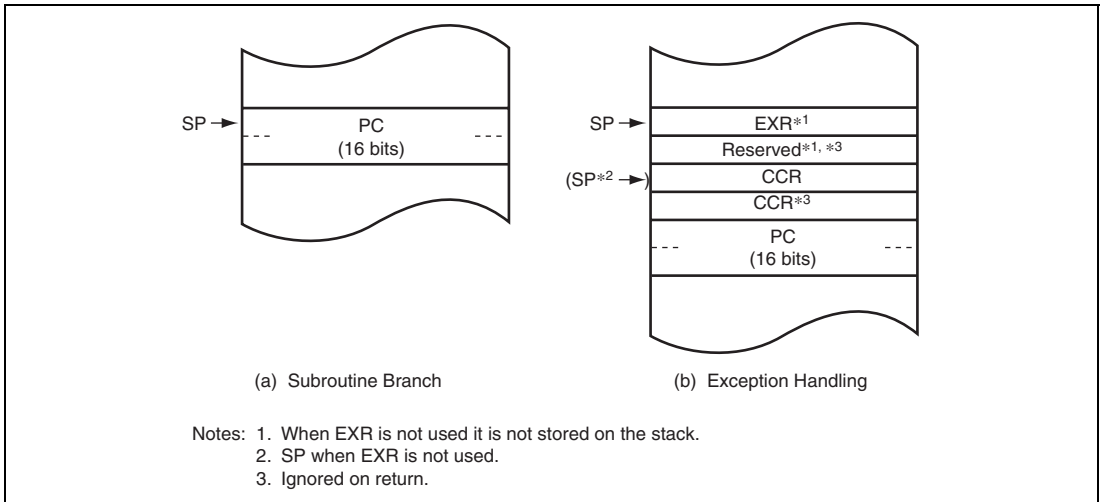 SP
PC
(16 bits)
(a) Subroutine Branch
SP
EXR*1
Reserved*1, *3
(SP*2 )
CCR
CCR*3
PC
(16 bits)
(b) Exception Handling
Notes: 1. When EXR is not used it is not stored on the stack.
2. SP when EXR is not used.
3. Ignored on return.